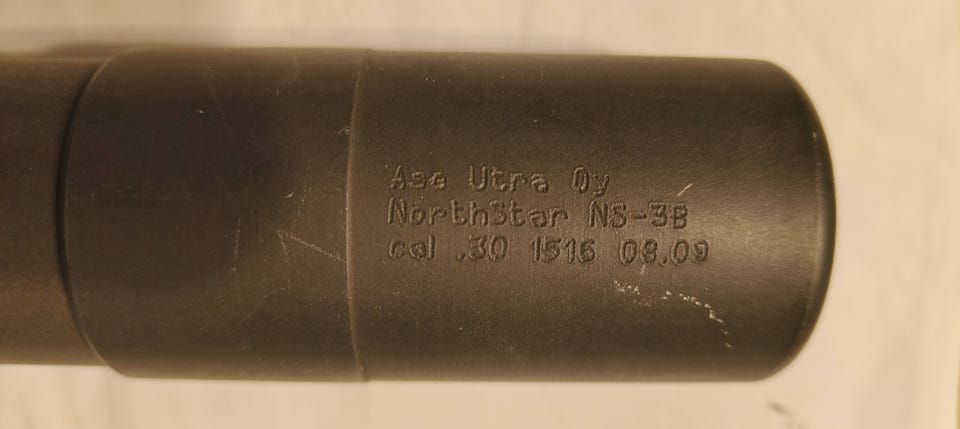 Ase Utra Oy
NorthStar NS-3B
cal .30 1516 08.09